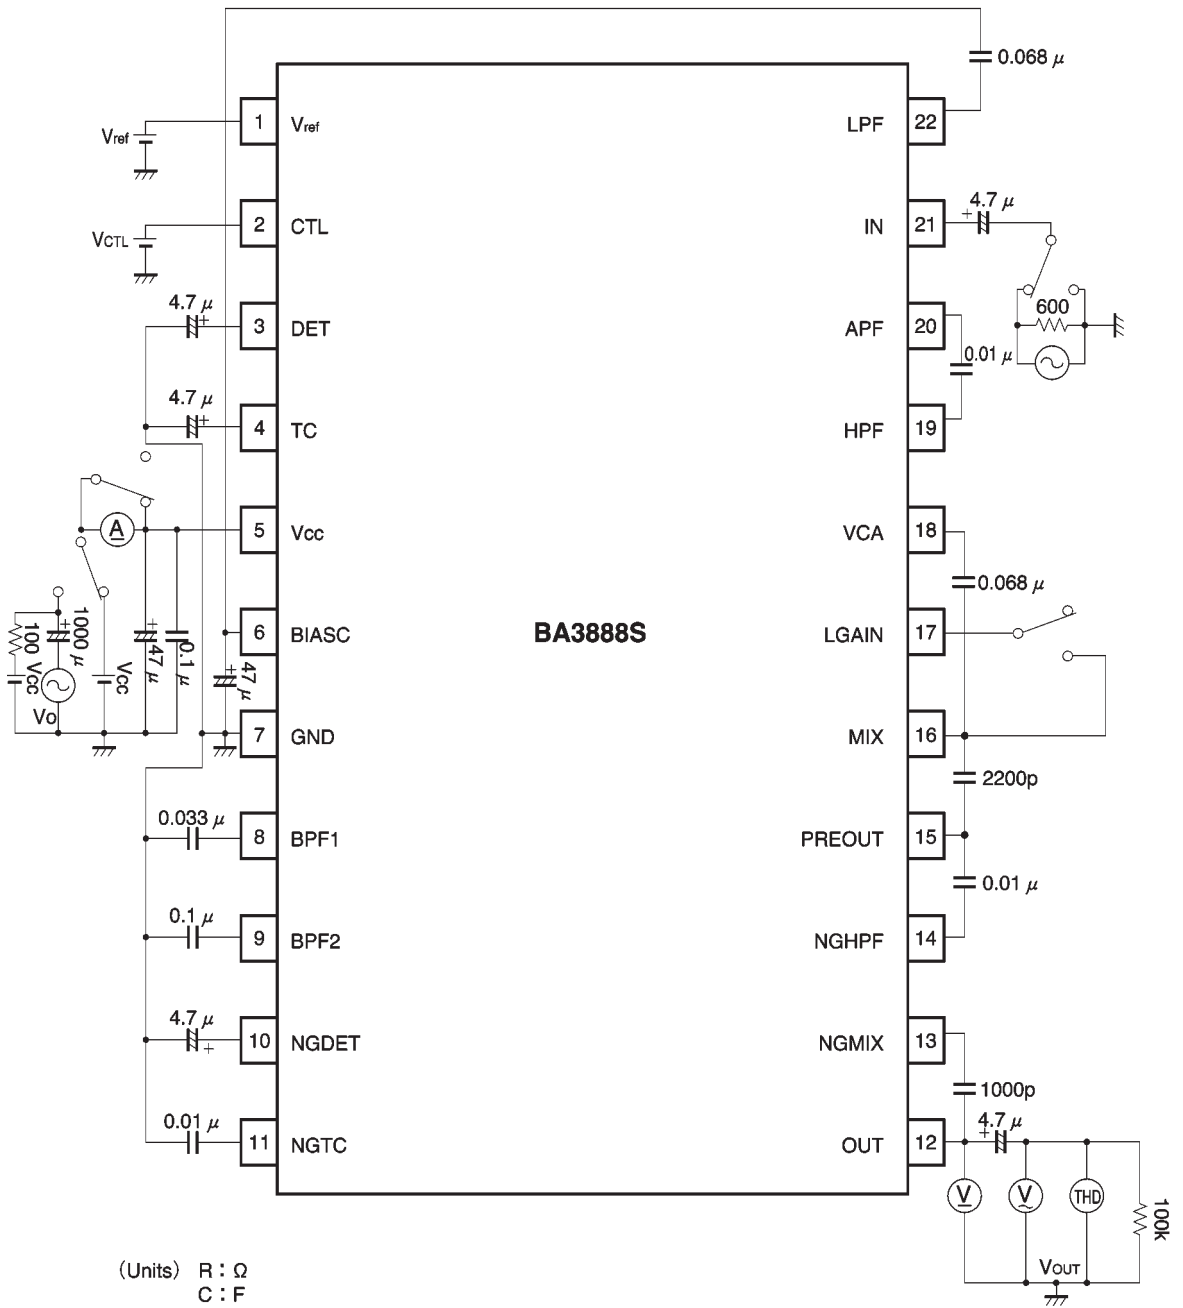 0.068 μ
1 Vref
LPF 22
Vref
4.7 μ
+
2 CTL
IN 21
VCTL
4.7 μ
+
3 DET
APF 20
600
0.01 μ
4.7 μ
+
4 TC
HPF 19
A
5 Vcc
VCA 18
0.068 μ
BA3888S
6 BIASC
LGAIN 17
100
Vcc
+
1000 μ
Vo
Vcc
+
47 μ
0.1 μ
+
47 μ
7 GND
MIX 16
2200p
0.033 μ
8 BPF1
PREOUT 15
0.01 μ
0.1 μ
9 BPF2
NGHPF 14
4.7 μ
+
10 NGDET
NGMIX 13
1000p
0.01 μ
11 NGTC
OUT 12
4.7 μ
+
V
V
THD
100k
VOUT
(Units) R : Ω
C : F